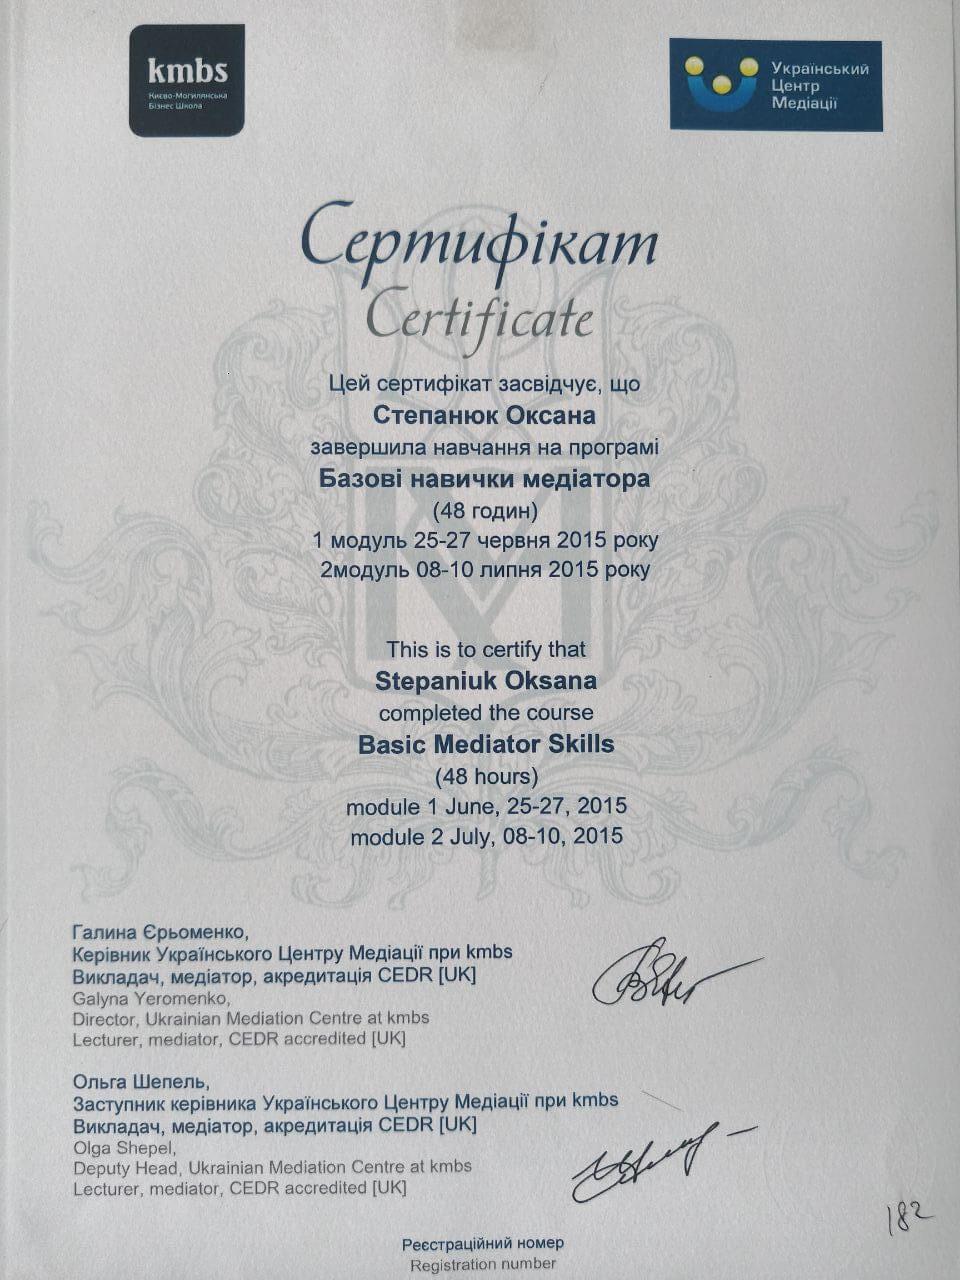 kmbs
Києво-Могилянська
Бізнес Школа
Український
Центр
Медіації
Сертифікат
Certificate
Цей сертифікат засвідчує, що
Степанюк Оксана
завершила навчання на програмі
Базові навички медіатора
(48 годин)
1 модуль 25-27 червня 2015 року
2модуль 08-10 липня 2015 року
This is to certify that
Stepaniuk Oksana
completed the course
Basic Mediator Skills
(48 hours)
module 1 June, 25-27, 2015
module 2 July, 08-10, 2015
Галина Єрьоменко,
Керівник Українського Центру Медіації при kmbs
Викладач, медіатор, акредитація CEDR [UK]
Galyna Yeromenko,
Director, Ukrainian Mediation Centre at kmbs
Lecturer, mediator, CEDR accredited [UK]
Ольга Шепель,
Заступник керівника Українського Центру Медіації при kmbs
Викладач, медіатор, акредитація CEDR [UK]
Olga Shepel,
Deputy Head, Ukrainian Mediation Centre at kmbs
Lecturer, mediator, CEDR accredited [UK]
182
Реєстраційний номер
Registration number